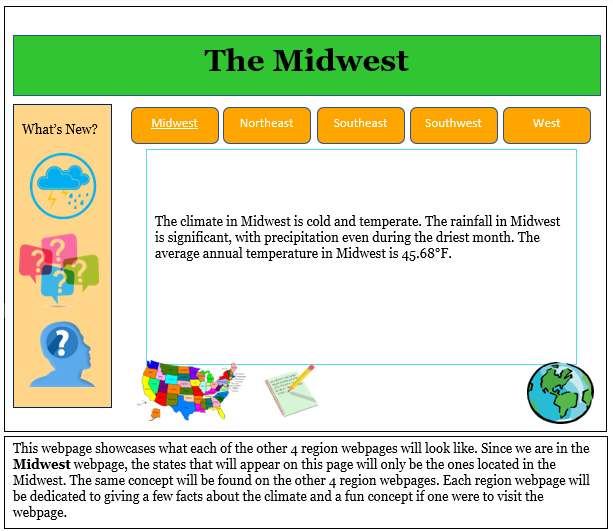 The Midwest
What's New?
Midwest
Northeast
Southeast
Southwest
West
The climate in Midwest is cold and temperate. The rainfall in Midwest
is significant, with precipitation even during the driest month. The
average annual temperature in Midwest is 45.68°F.
?
?
?
?
?
This webpage showcases what each of the other 4 region webpages will look like. Since we are in the
Midwest webpage, the states that will appear on this page will only be the ones located in the
Midwest. The same concept will be found on the other 4 region webpages. Each region webpage will
be dedicated to giving a few facts about the climate and a fun concept if one were to visit the
webpage.